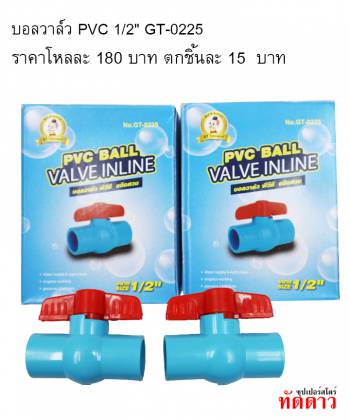 บอลวาล์ว PVC 1/2" GT-0225
ราคาโหลละ 180 บาท ตกชิ้นละ 15 บาท
No.GT-0225
PVC BALL
VALVE INLINE
บอลวาล์ว พีวีซี ชนิดสวม
SIZE 1/2"
No.GT-0225
PVC BALL
VALVE INLINE
บอลวาล์ว พีวีซี ชนิดสวม
SIZE 1/2"
ซุปเปอร์สโตร์
ทัดดาว